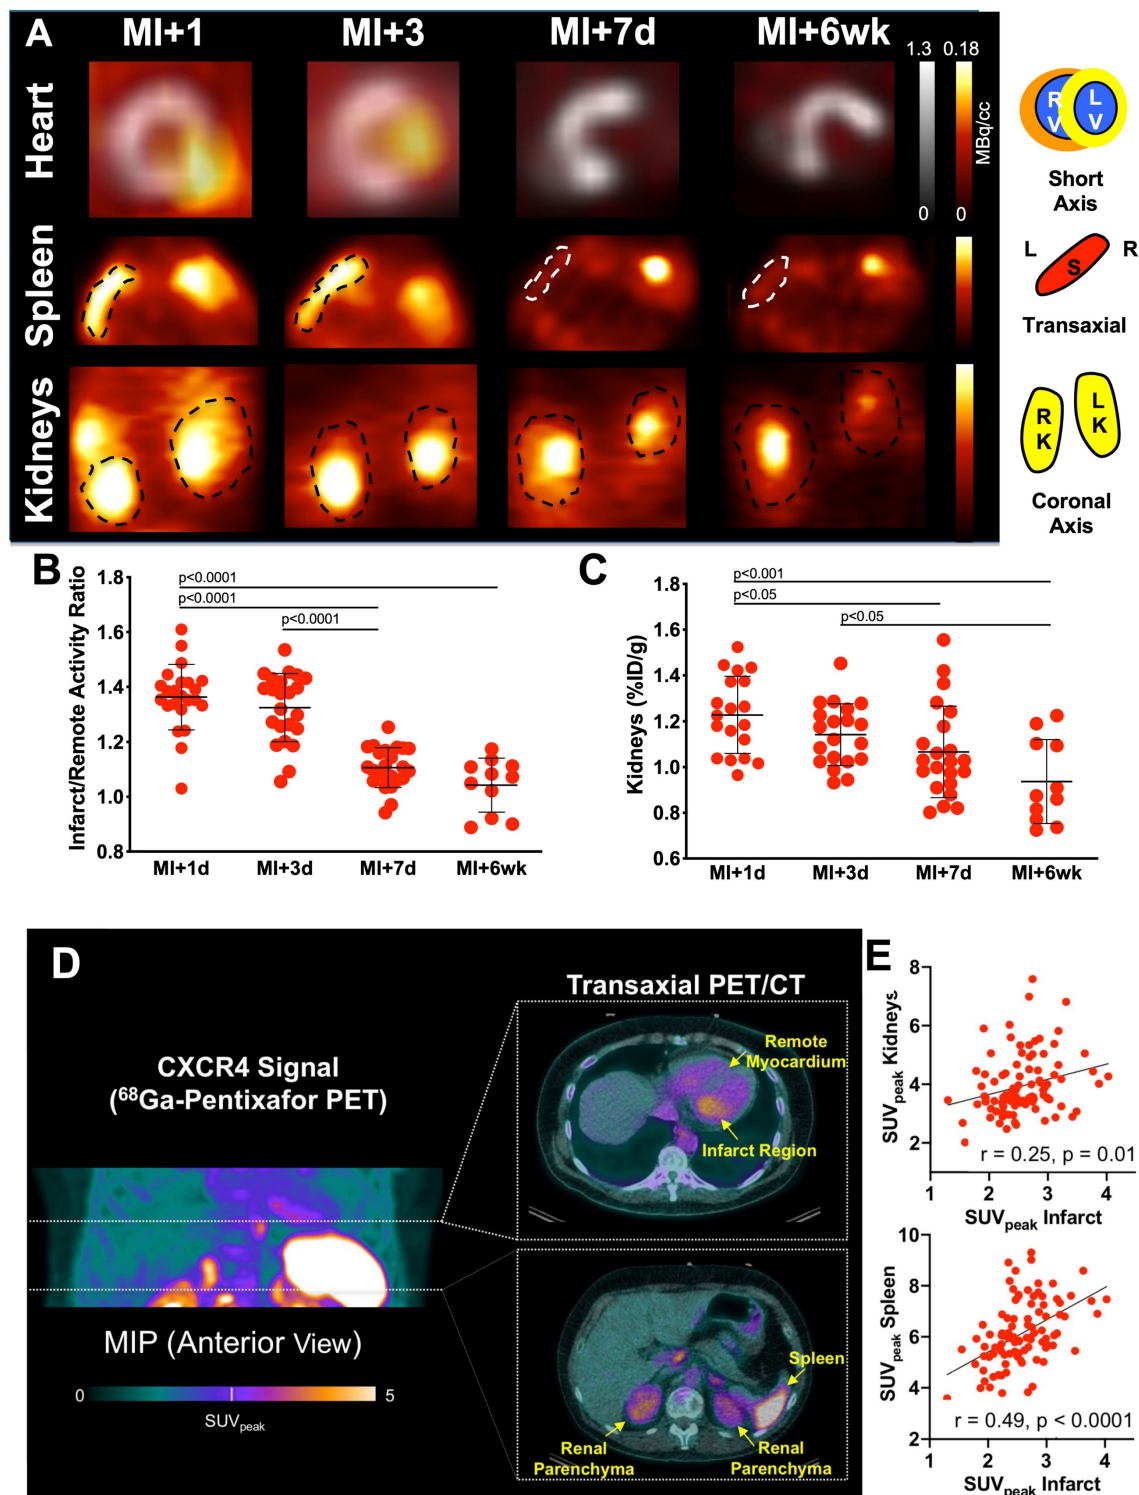 A
MI+1
MI+3
MI+7d
MI+6wk
Heart
1.3
0.18
MBq/cc
0
0
R
V
L
V
Short
Axis
Spleen
L
S
R
Transaxial
Kidneys
R
K
L
K
Coronal
Axis
B
Infarct/Remote Activity Ratio
1.8
1.6
1.4
1.2
1.0
0.8
p<0.0001
p<0.0001
p<0.0001
MI+1d
MI+3d
MI+7d
MI+6wk
C
Kidneys (%ID/g)
1.8
1.6
1.4
1.2
1.0
0.8
0.6
p<0.001
p<0.05
p<0.05
MI+1d
MI+3d
MI+7d
MI+6wk
D
CXCR4 Signal
(⁶⁸Ga-Pentixafor PET)
MIP (Anterior View)
0
5
SUVpeak
Transaxial PET/CT
Remote
Myocardium
Infarct Region
Spleen
Renal
Parenchyma
Renal
Parenchyma
E
SUVpeak Kidneys
8
6
4
2
r = 0.25, p = 0.01
1
2
3
4
SUVpeak Infarct
SUVpeak Spleen
10
8
6
4
2
r = 0.49, p < 0.0001
1
2
3
4
SUVpeak Infarct